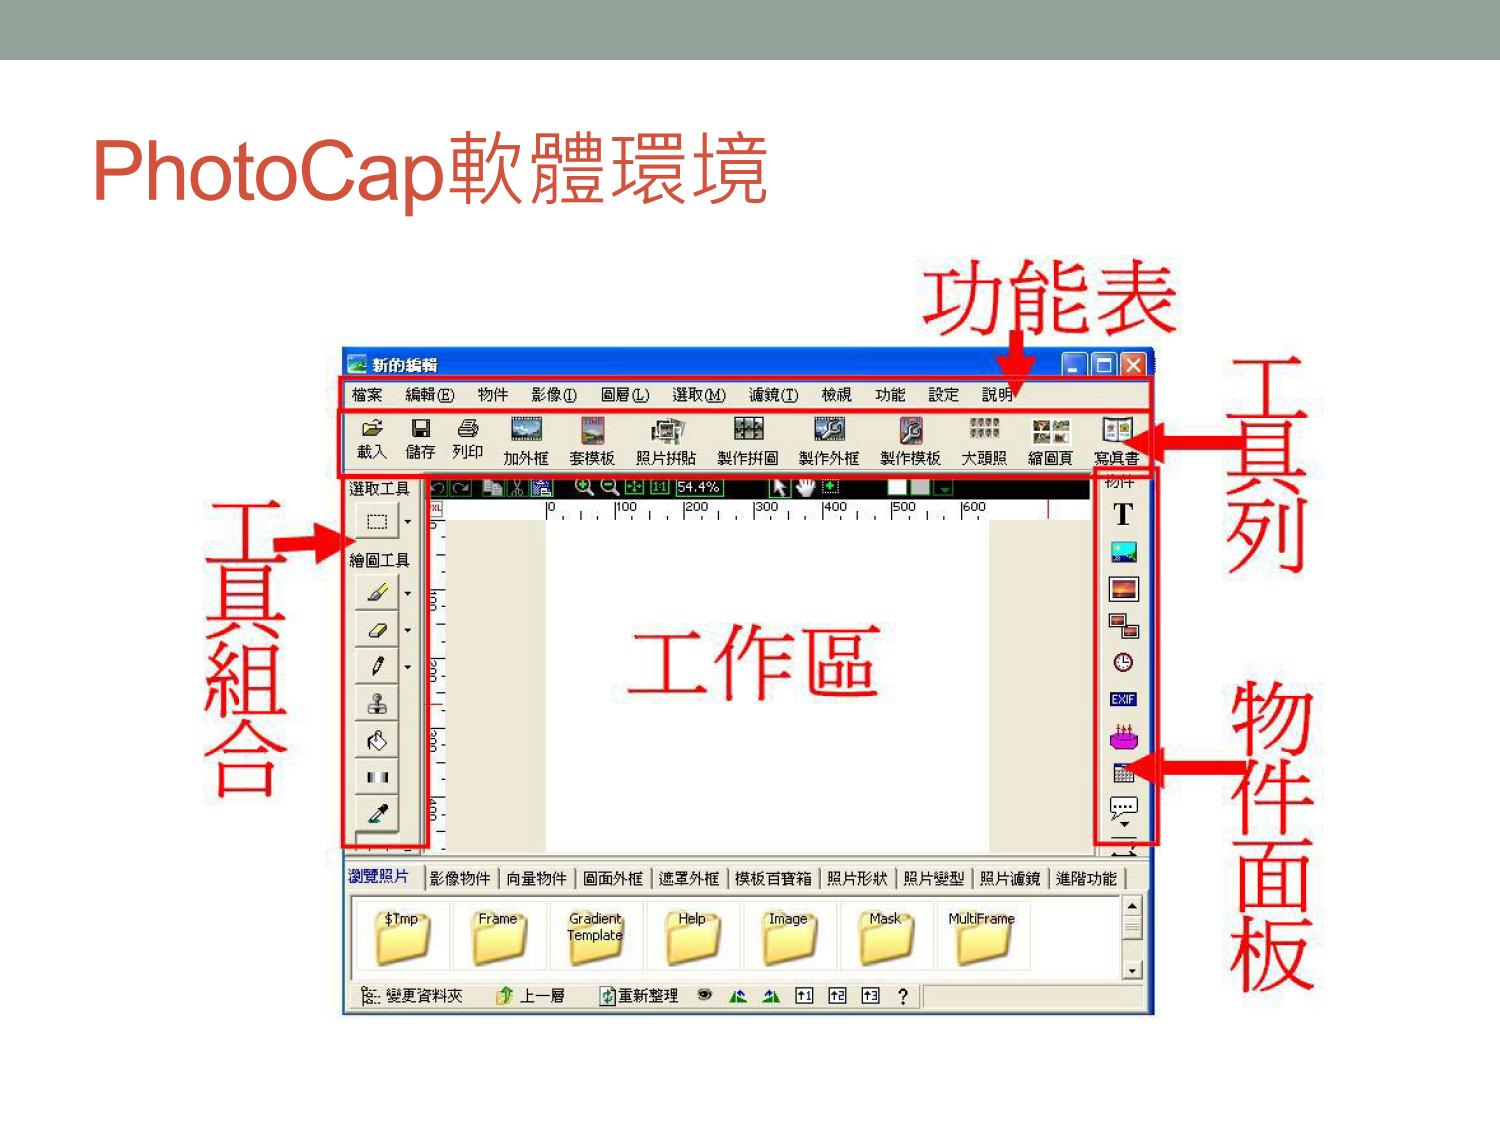 PhotoCap軟體環境
功能表
新的編輯
檔案 編輯(E) 物件 影像(I) 圖層(L) 選取(M) 濾鏡(T) 檢視 功能 設定 說明
載入 儲存 列印 加外框 套模板 照片拼貼 製作拼圖 製作外框 製作模板 大頭照 縮圖頁 寫真書
工具列
選取工具
54.4%
物件
0 100 200 300 400 500 600
T
繪圖工具
工具組合
工作區
EXIF
物件面板
瀏覽照片 影像物件 向量物件 圖面外框 遮罩外框 模板百寶箱 照片形狀 照片變型 照片濾鏡 進階功能
$Tmp Frame Gradient Template Help Image Mask MultiFrame
變更資料夾 上一層 重新整理 1 2 3 ?